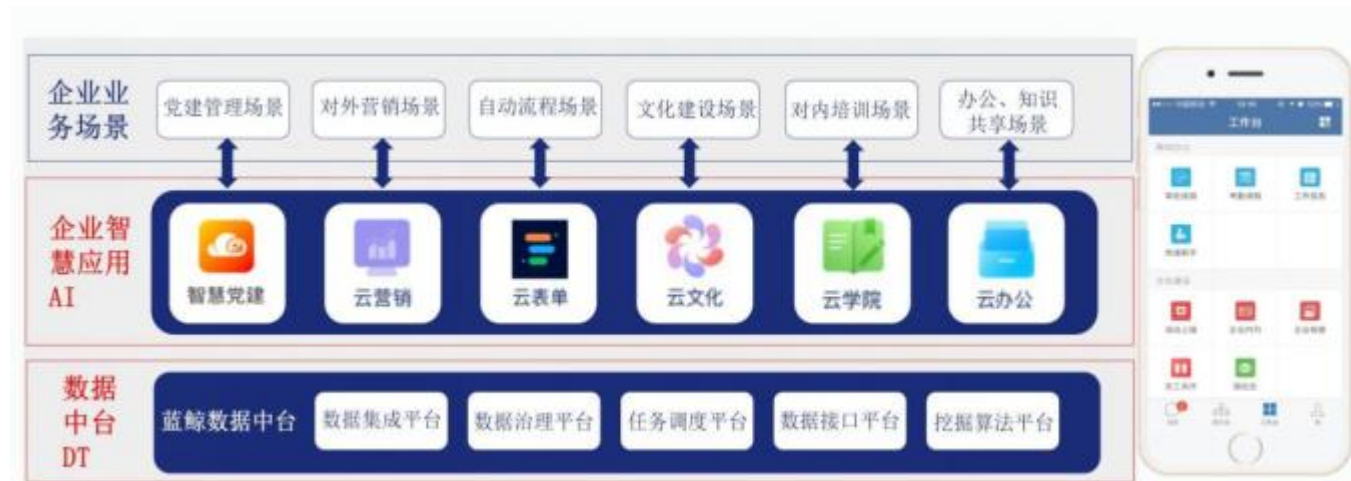 企业业
务场景
党建管理场景
对外营销场景
自动流程场景
文化建设场景
对内培训场景
办公、知识
共享场景
企业智
慧应用
AI
智慧党建
云营销
云表单
云文化
云学院
云办公
数据
中台
DT
蓝鲸数据中台
数据集成平台
数据治理平台
任务调度平台
数据接口平台
挖掘算法平台
工作台